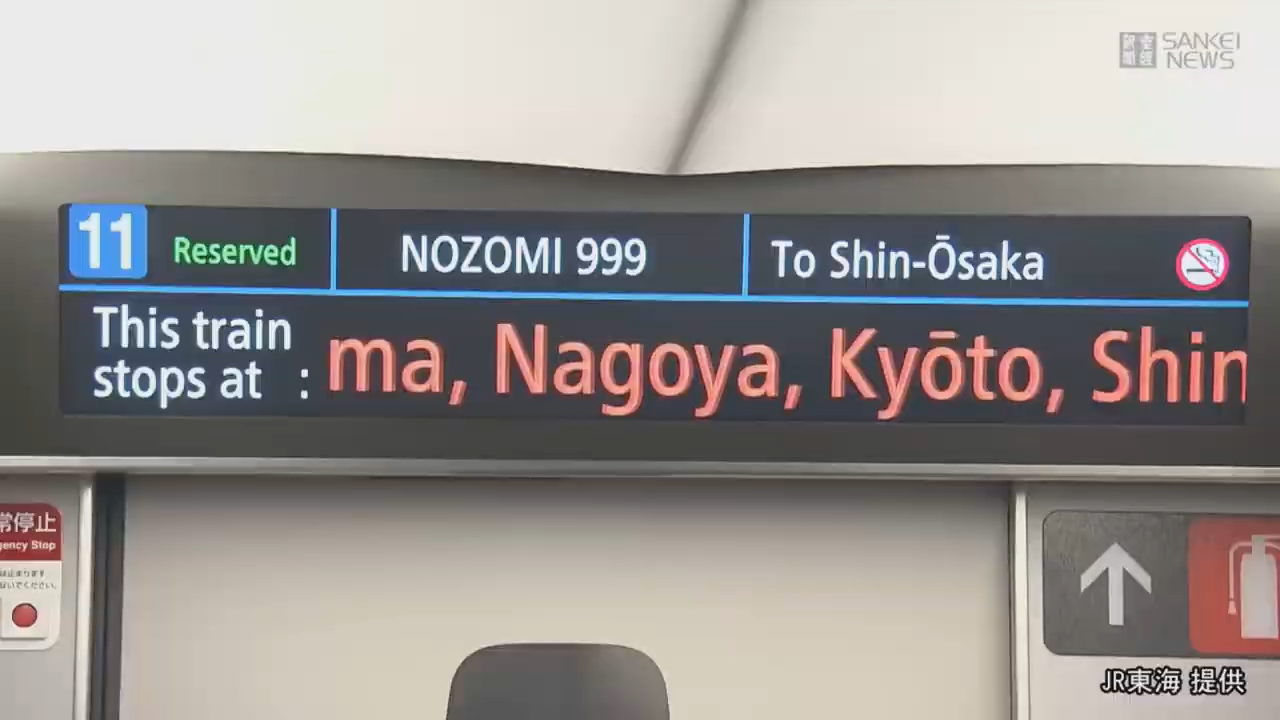 SANKEI
NEWS
11 Reserved NOZOMI 999 To Shin-Ōsaka
This train
stops at : ma, Nagoya, Kyōto, Shin
常停止
gency Stop
JR東海 提供